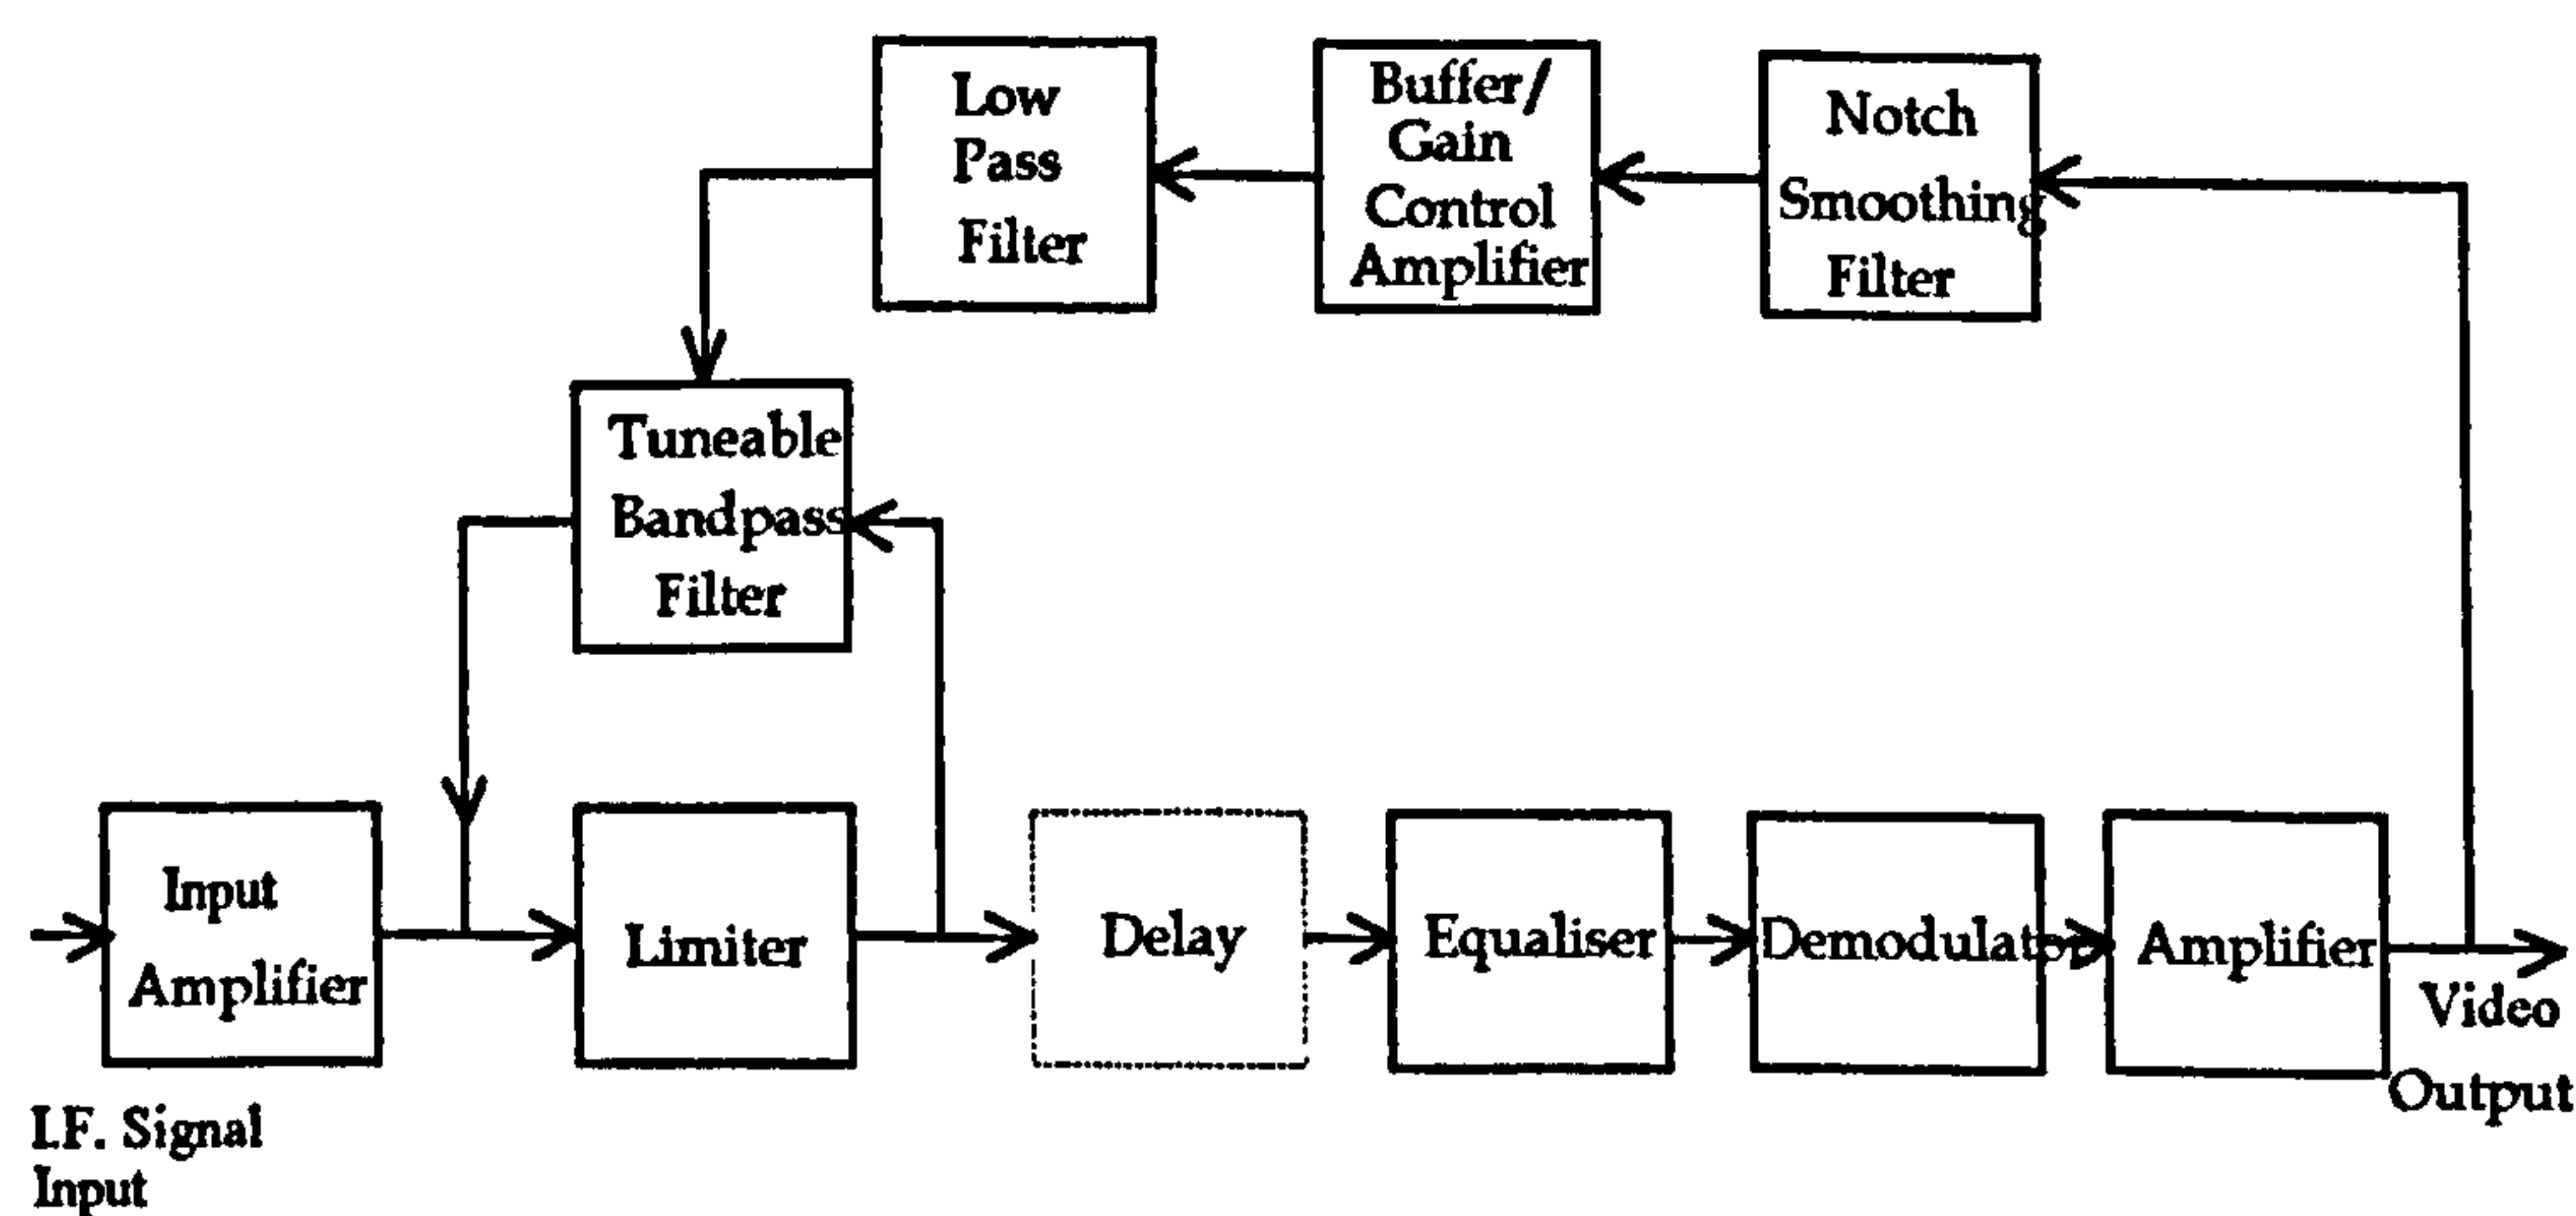 Low
Pass
Filter
Buffer/
Gain
Control
Amplifier
Notch
Smoothing
Filter
Tuneable
Bandpass
Filter
Input
Amplifier
Limiter
Delay
Equaliser
Demodulator
Amplifier
Video
Output
I.F. Signal
Input